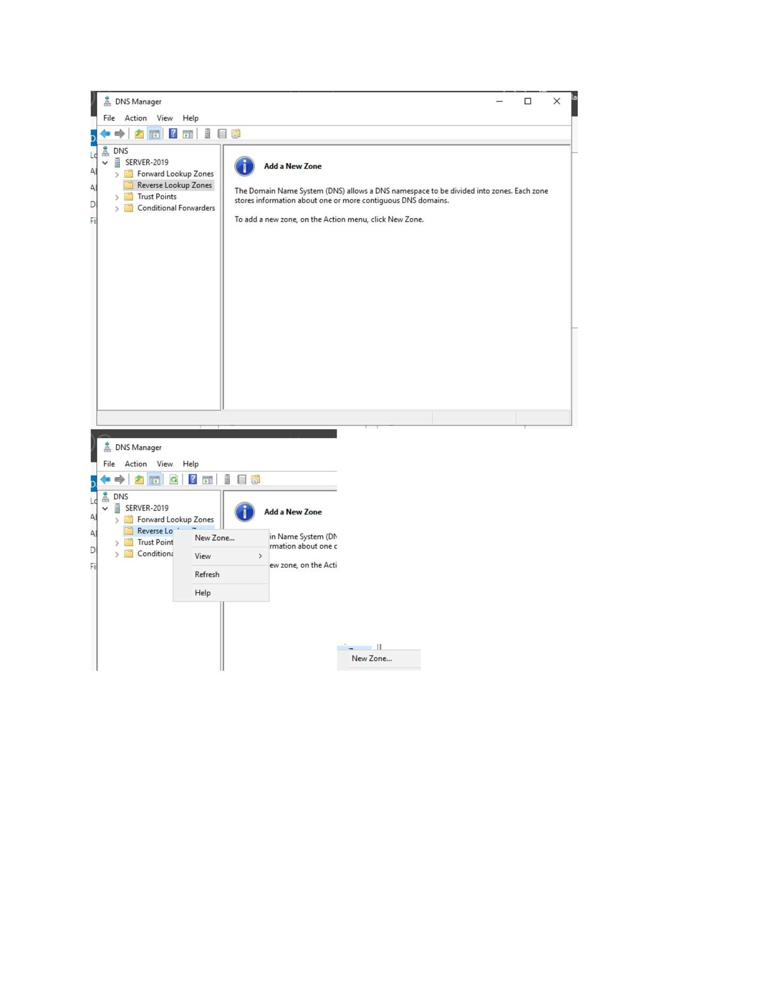 DNS Manager
File Action View Help
DNS
SERVER-2019
Forward Lookup Zones
Reverse Lookup Zones
Trust Points
Conditional Forwarders
Add a New Zone
The Domain Name System (DNS) allows a DNS namespace to be divided into zones. Each zone
stores information about one or more contiguous DNS domains.
To add a new zone, on the Action menu, click New Zone.
DNS Manager
File Action View Help
DNS
SERVER-2019
Forward Lookup Zones
Reverse Lo
Trust Point
Conditiona
New Zone...
View
Refresh
Help
Add a New Zone
in Name System (DN
rmation about one c
ew zone, on the Acti
New Zone...